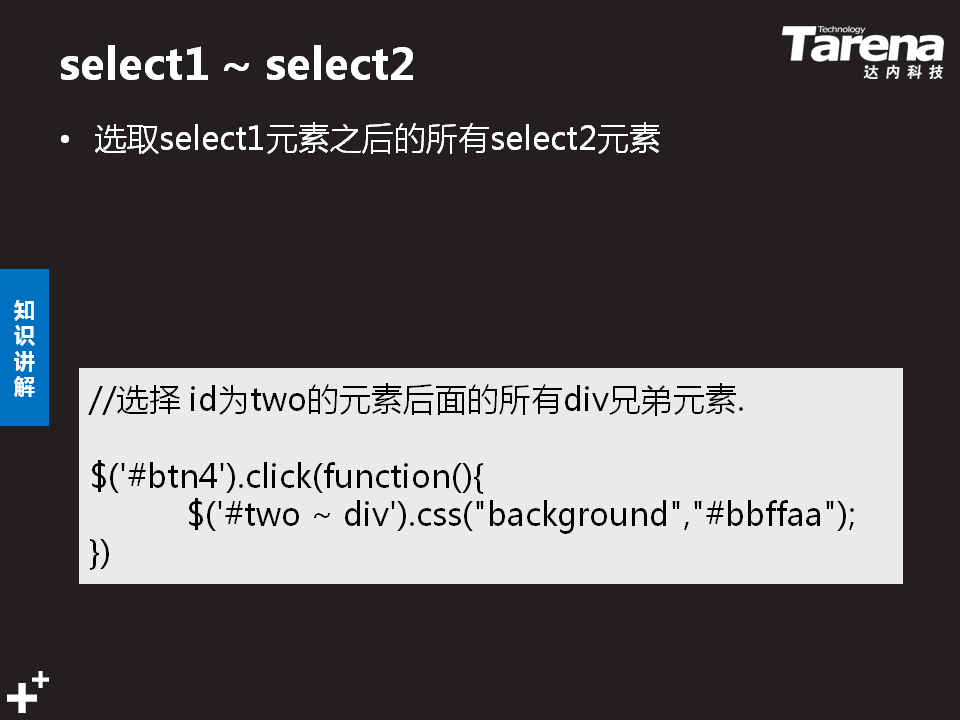 select1 ~ select2
Technology
Tarena
达内科技
• 选取select1元素之后的所有select2元素
知识讲解
//选择 id为two的元素后面的所有div兄弟元素.
$('#btn4').click(function(){
$('#two ~ div').css("background","#bbffaa");
})